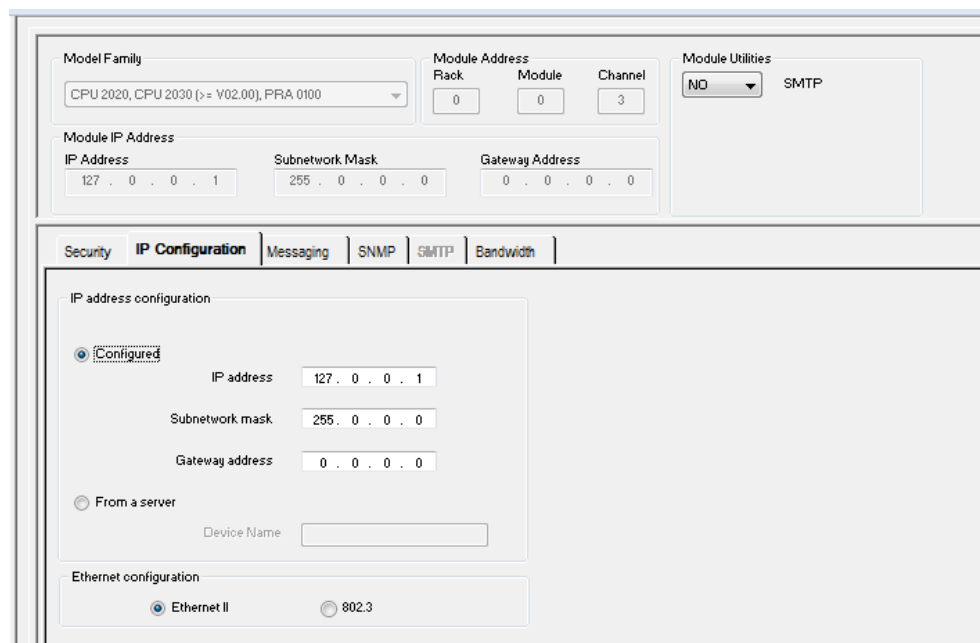 Model Family
CPU 2020, CPU 2030 (>= V02.00), PRA 0100
Module Address
Rack Module Channel
0 0 3
Module Utilities
NO SMTP
Module IP Address
IP Address Subnetwork Mask Gateway Address
127 . 0 . 0 . 1 255 . 0 . 0 . 0 0 . 0 . 0 . 0
Security IP Configuration Messaging SNMP SMTP Bandwidth
IP address configuration
Configured
IP address 127 . 0 . 0 . 1
Subnetwork mask 255 . 0 . 0 . 0
Gateway address 0 . 0 . 0 . 0
From a server
Device Name
Ethernet configuration
Ethernet II 802.3